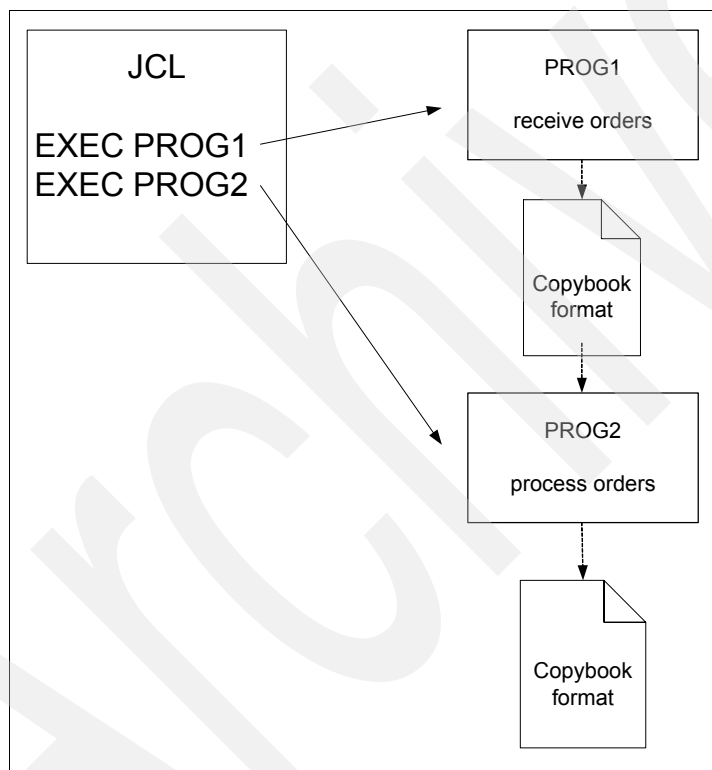 JCL
EXEC PROG1
EXEC PROG2
PROG1
receive orders
Copybook
format
PROG2
process orders
Copybook
format